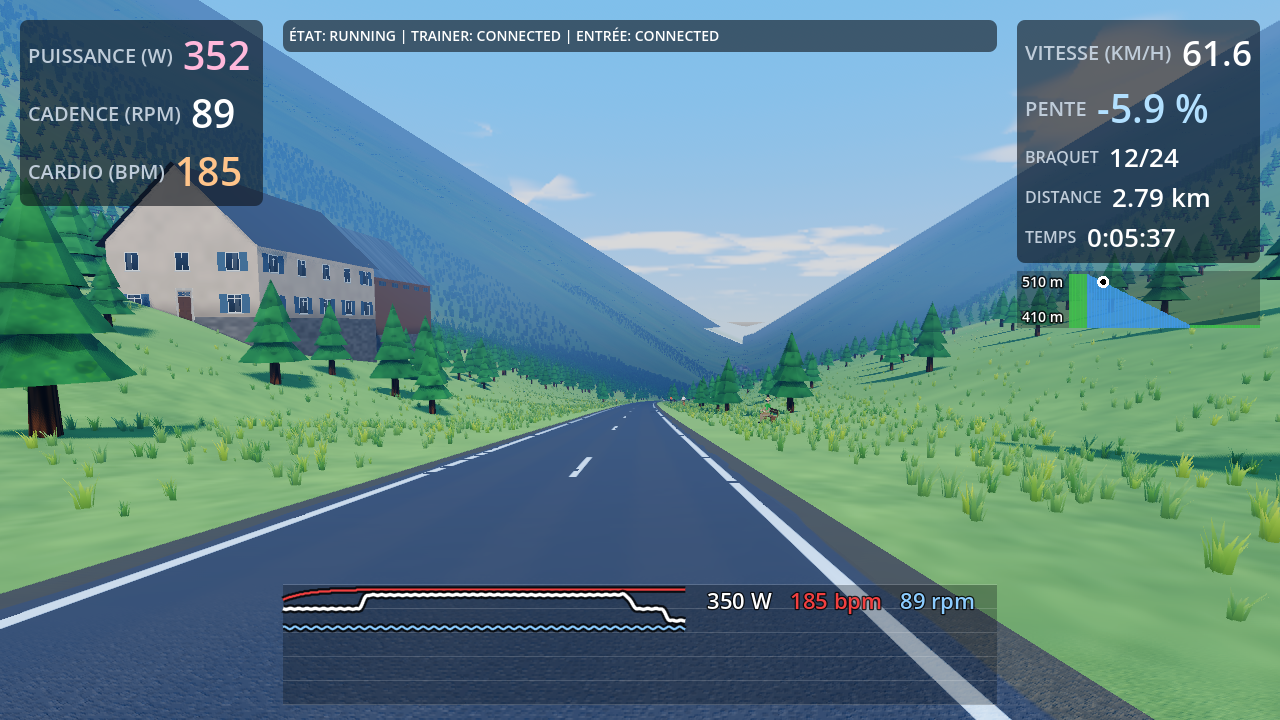 PUISSANCE (W) 352
CADENCE (RPM) 89
CARDIO (BPM) 185
ÉTAT: RUNNING | TRAINER: CONNECTED | ENTRÉE: CONNECTED
VITESSE (KM/H) 61.6
PENTE -5.9 %
BRAQUET 12/24
DISTANCE 2.79 km
TEMPS 0:05:37
510 m
410 m
350 W 185 bpm 89 rpm